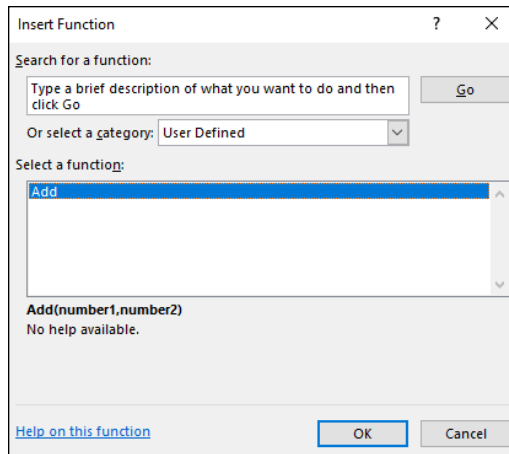 Insert Function
?
Search for a function:
Type a brief description of what you want to do and then
click Go
Go
Or select a category: User Defined
Select a function:
Add
Add(number1,number2)
No help available.
Help on this function
OK
Cancel